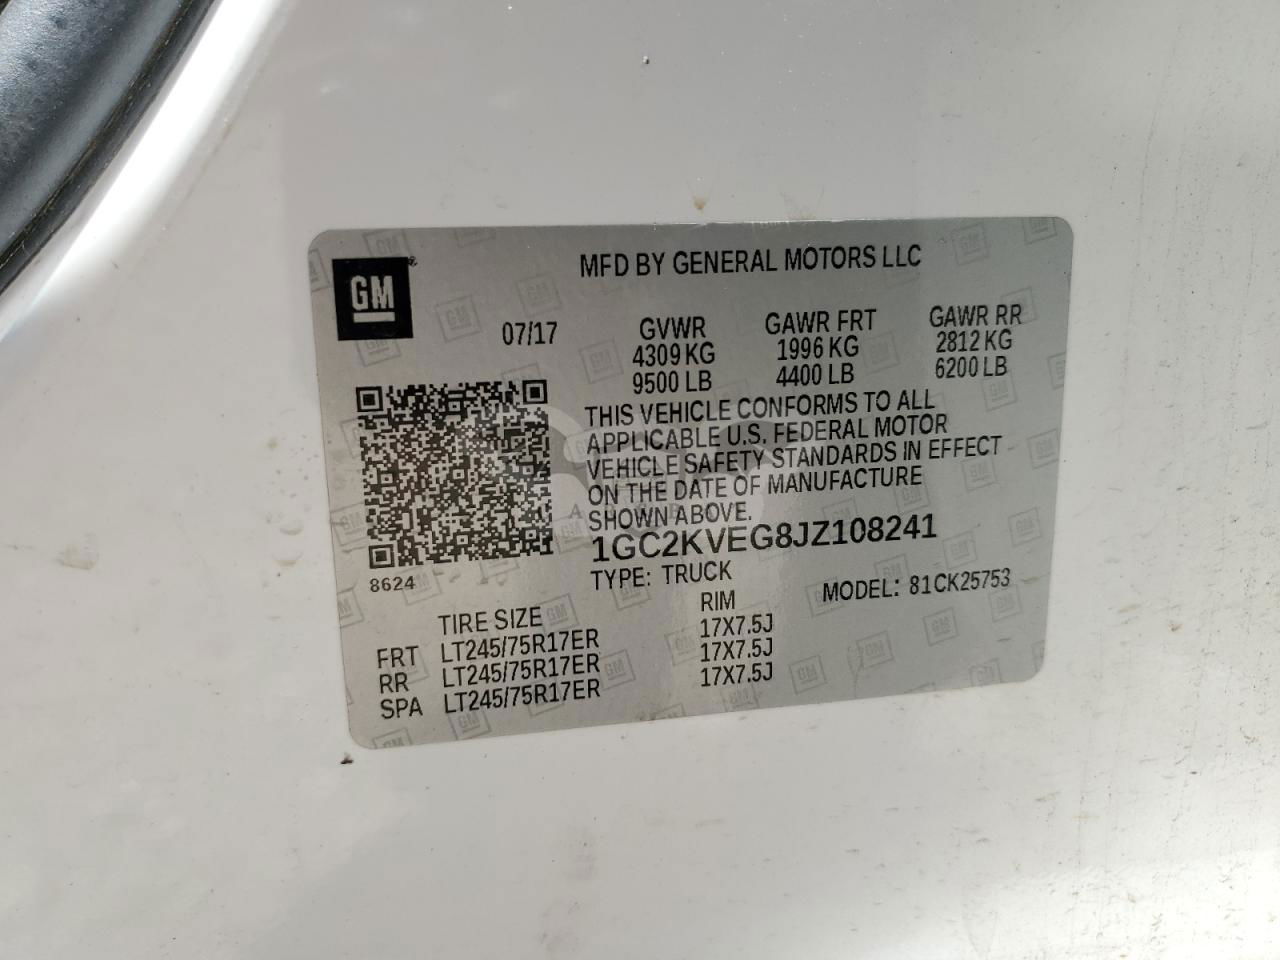 GM
MFD BY GENERAL MOTORS LLC
07/17
GVWR
4309 KG
9500 LB
GAWR FRT
1996 KG
4400 LB
GAWR RR
2812 KG
6200 LB
THIS VEHICLE CONFORMS TO ALL
APPLICABLE U.S. FEDERAL MOTOR
VEHICLE SAFETY STANDARDS IN EFFECT
ON THE DATE OF MANUFACTURE
SHOWN ABOVE.
1GC2KVEG8JZ108241
8624
TYPE: TRUCK
MODEL: 81CK25753
TIRE SIZE
RIM
FRT LT245/75R17ER 17X7.5J
RR LT245/75R17ER 17X7.5J
SPA LT245/75R17ER 17X7.5J